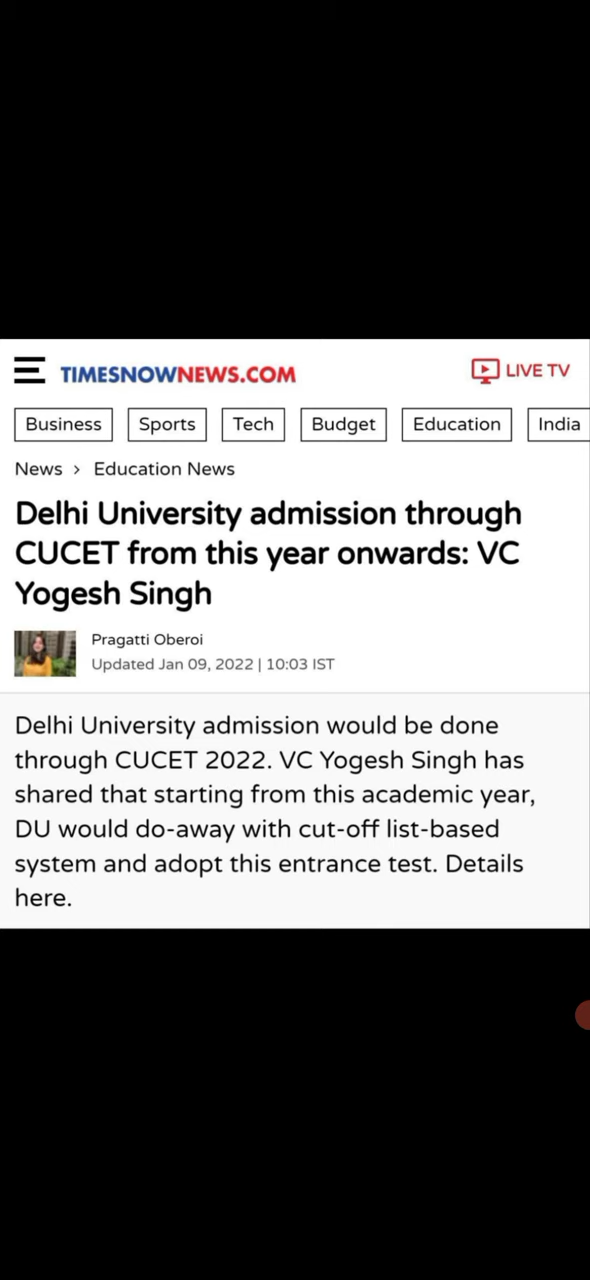 TIMESNOWNEWS.COM
LIVE TV
Business Sports Tech Budget Education India
News > Education News
Delhi University admission through
CUCET from this year onwards: VC
Yogesh Singh
Pragatti Oberoi
Updated Jan 09, 2022 | 10:03 IST
Delhi University admission would be done
through CUCET 2022. VC Yogesh Singh has
shared that starting from this academic year,
DU would do-away with cut-off list-based
system and adopt this entrance test. Details
here.